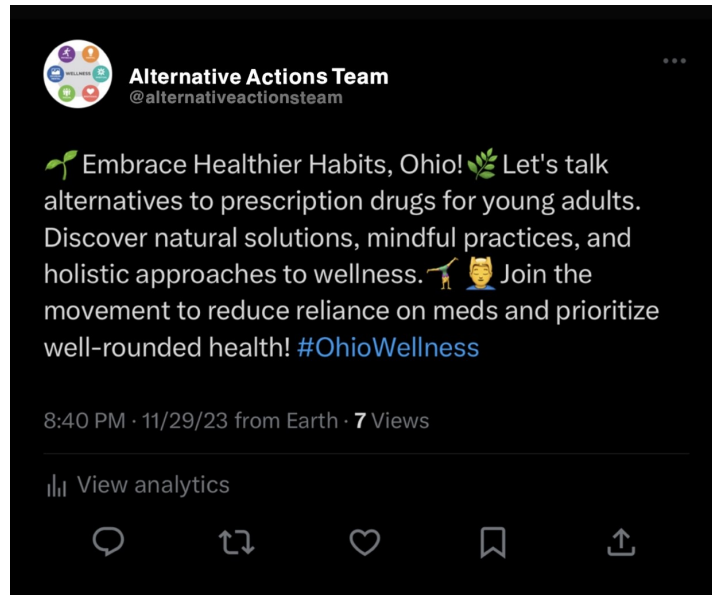 WELLNESS
Alternative Actions Team
@alternativeactionsteam
🌱 Embrace Healthier Habits, Ohio!🌿 Let's talk
alternatives to prescription drugs for young adults.
Discover natural solutions, mindful practices, and
holistic approaches to wellness.🤸‍♀️ 💆‍♂️Join the
movement to reduce reliance on meds and prioritize
well-rounded health! #OhioWellness
8:40 PM · 11/29/23 from Earth · 7 Views
View analytics